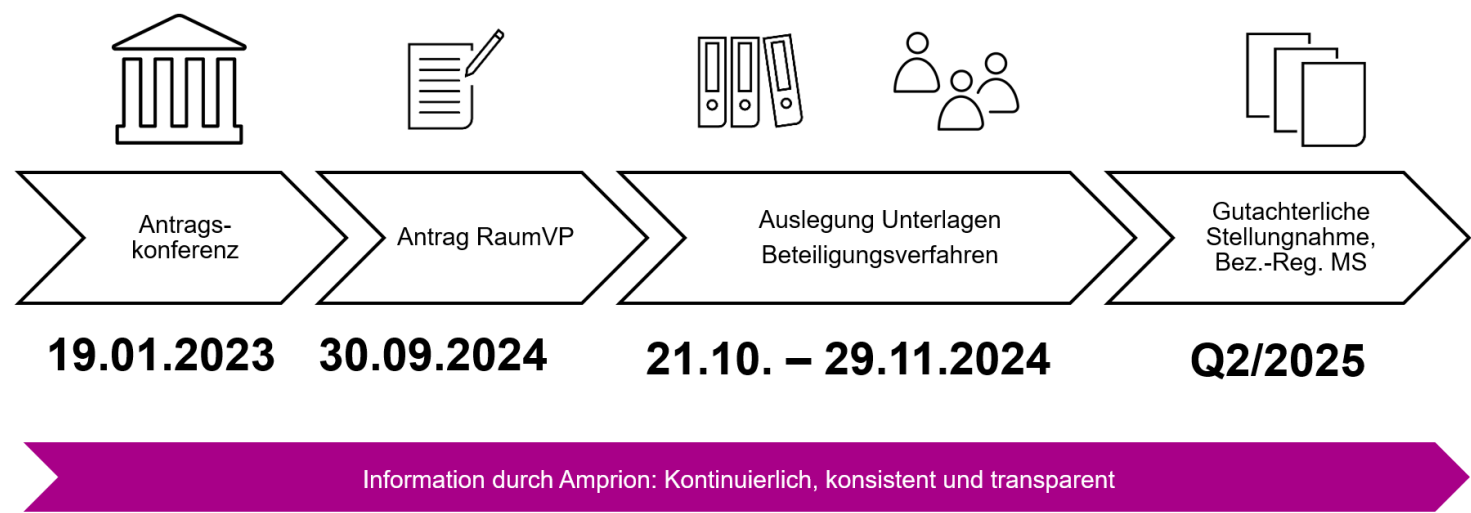 Antrags-
konferenz
Antrag RaumVP
Auslegung Unterlagen
Beteiligungsverfahren
Gutachterliche
Stellungnahme,
Bez.-Reg. MS
19.01.2023
30.09.2024
21.10. – 29.11.2024
Q2/2025
Information durch Amprion: Kontinuierlich, konsistent und transparent